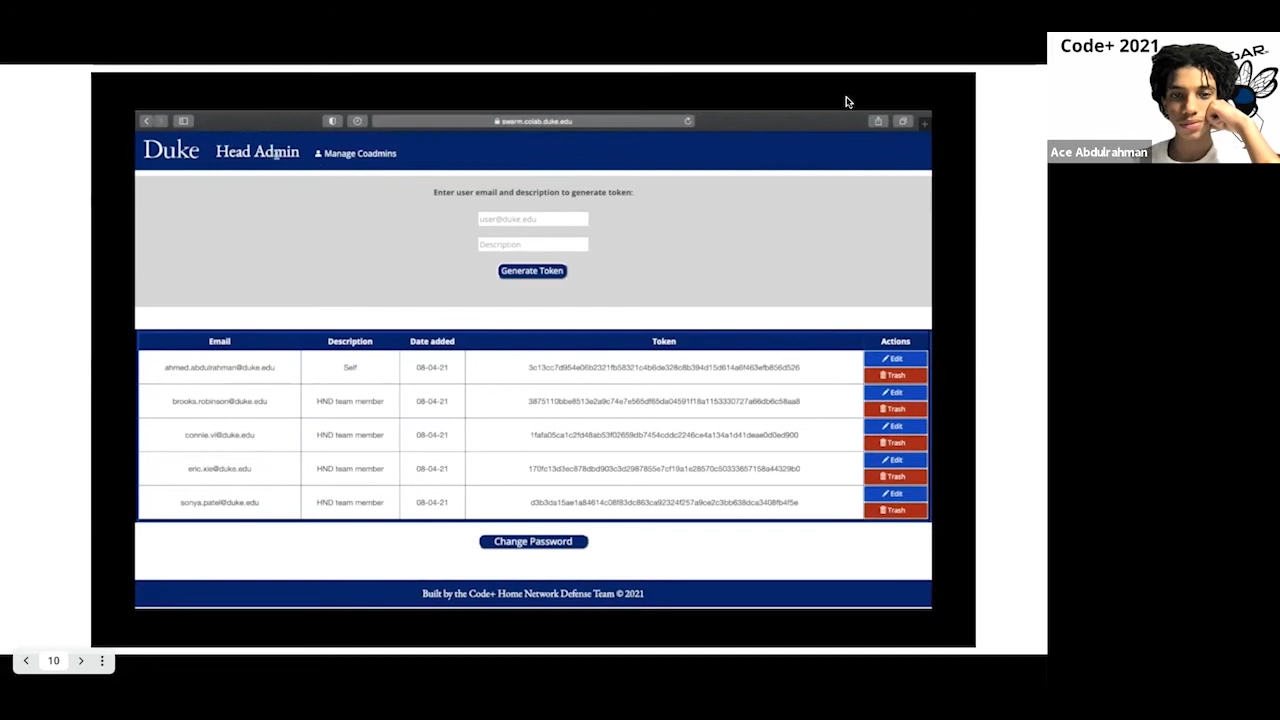 Code+ 2021
GAR
Ace Abdulrahman
swarm.colab.duke.edu
Duke Head Admin Manage Coadmins
Enter user email and description to generate token:
user@duke.edu
Description
Generate Token
Email Description Date added Token Actions
ahmed.abdulrahman@duke.edu Self 08-04-21 Edit
Trash
brooks.robinson@duke.edu HND team member 08-04-21 Edit
Trash
connie.vi@duke.edu HND team member 08-04-21 Edit
Trash
eric.xie@duke.edu HND team member 08-04-21 Edit
Trash
sonya.patel@duke.edu HND team member 08-04-21 Edit
Trash
Change Password
Built by the Code+ Home Network Defense Team © 2021
10